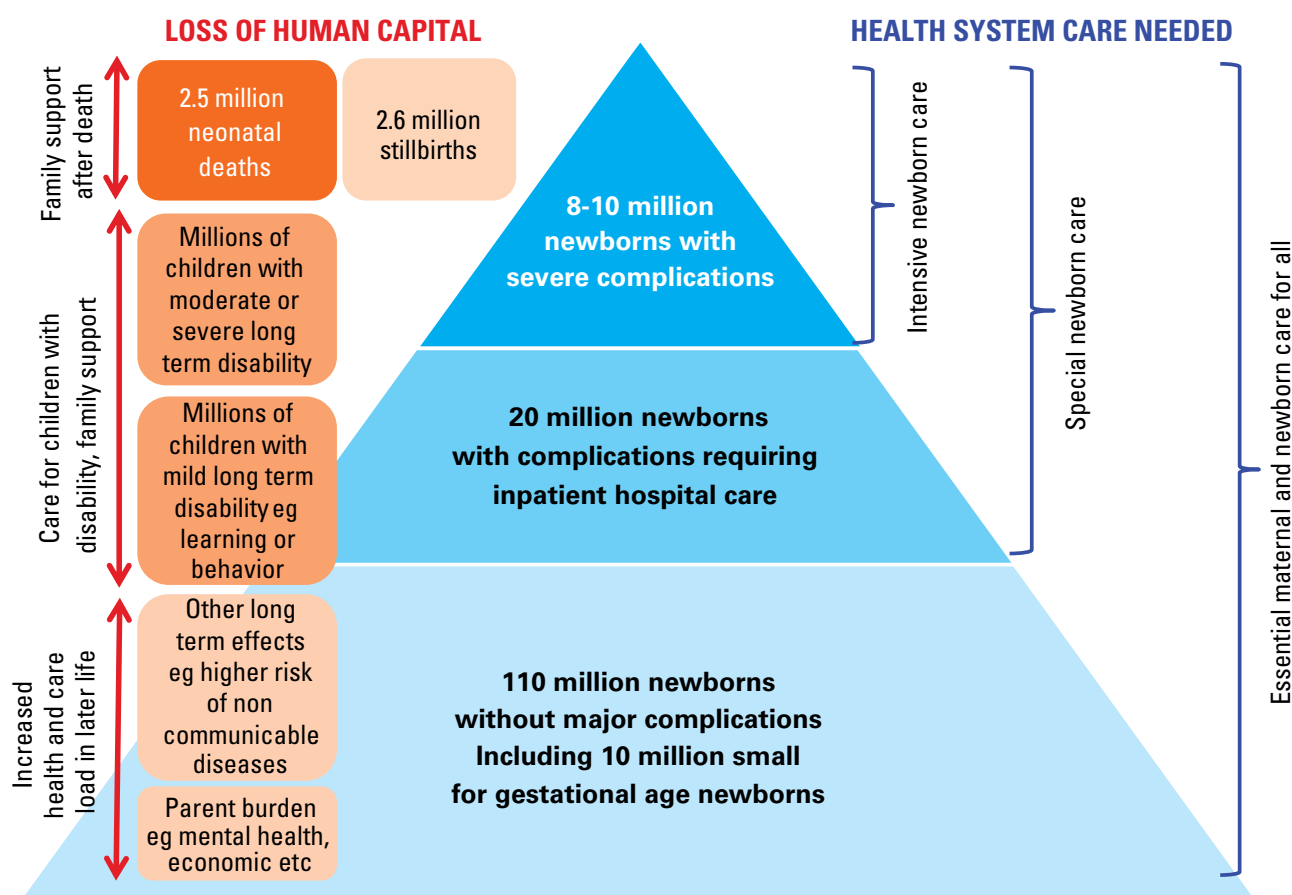 LOSS OF HUMAN CAPITAL
HEALTH SYSTEM CARE NEEDED
Family support
after death
2.5 million
neonatal
deaths
2.6 million
stillbirths
Care for children with
disability, family support
Millions of
children with
moderate or
severe long
term disability
Millions of
children with
mild long term
disability eg
learning or
behavior
Increased
health and care
load in later life
Other long
term effects
eg higher risk
of non
communicable
diseases
Parent burden
eg mental health,
economic etc
8-10 million
newborns with
severe complications
20 million newborns
with complications requiring
inpatient hospital care
110 million newborns
without major complications
Including 10 million small
for gestational age newborns
Intensive newborn care
Special newborn care
Essential maternal and newborn care for all